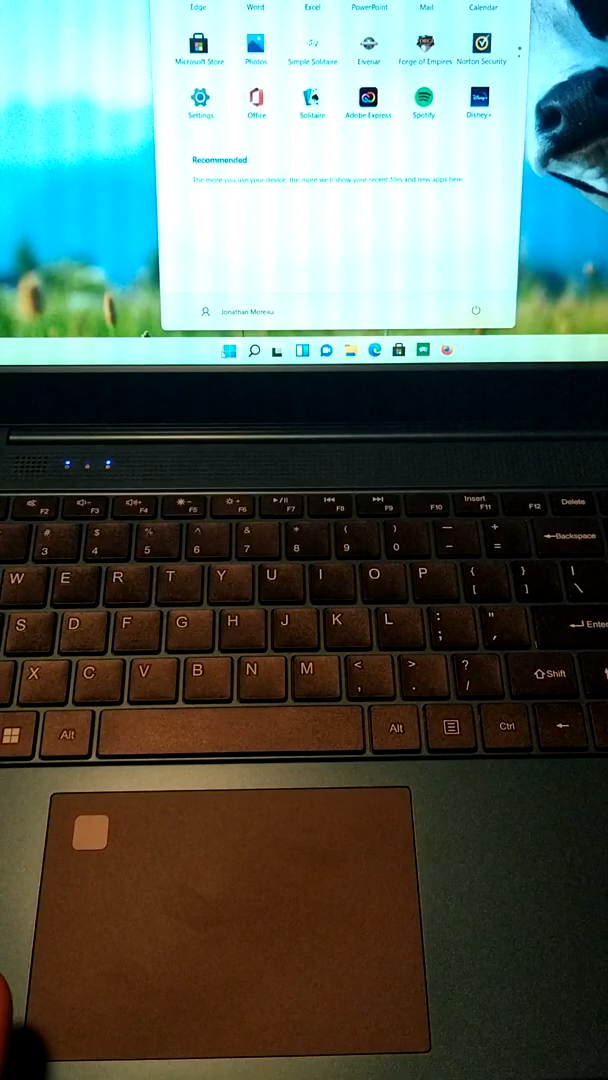 Edge Word Excel PowerPoint Mail Calendar
Microsoft Store Photos Simple Solitaire Elvenar Forge of Empires Norton Security
Settings Office Solitaire Adobe Express Spotify Disney+
Recommended
The more you use your device, the more we'll show your recent files and new apps here.
Jonathan Moreau
F2 F3 F4 F5 F6 F7 F8 F9 F10 Insert F11 F12 Delete
# 3 $ 4 % 5 ^ 6 & 7 * 8 ( 9 ) 0 — - + = ←Backspace
W E R T Y U I O P { [ } ] | \
S D F G H J K L : ; " , Enter
X C V B N M < , > . ? / Shift
Alt Alt Ctrl ←